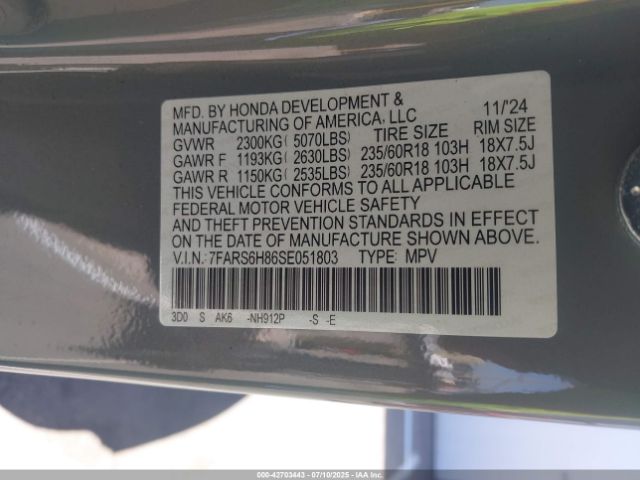 MFD. BY HONDA DEVELOPMENT &
MANUFACTURING OF AMERICA, LLC 11/'24
GVWR 2300KG( 5070LBS) TIRE SIZE RIM SIZE
GAWR F 1193KG ( 2630LBS) 235/60R18 103H 18X7.5J
GAWR R 1150KG ( 2535LBS) 235/60R18 103H 18X7.5J
THIS VEHICLE CONFORMS TO ALL APPLICABLE
FEDERAL MOTOR VEHICLE SAFETY
AND THEFT PREVENTION STANDARDS IN EFFECT
ON THE DATE OF MANUFACTURE SHOWN ABOVE.
V.I.N: 7FARS6H86SE051803 TYPE: MPV
3D0 S AK6 -NH912P -S -E
000-42703443 - 07/10/2025 - IAA Inc.